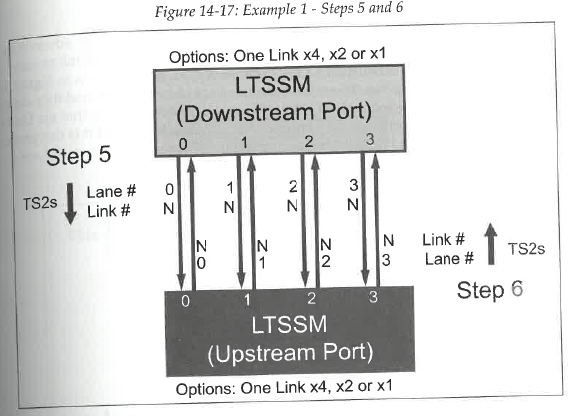 Figure 14-17: Example 1 - Steps 5 and 6
Options: One Link x4, x2 or x1
LTSSM
(Downstream Port)
0 1 2 3
Step 5
TS2s
Lane #
Link #
0 1 2 3
N N N N
N N N N
0 1 2 3
Link #
Lane #
TS2s
Step 6
0 1 2 3
LTSSM
(Upstream Port)
Options: One Link x4, x2 or x1